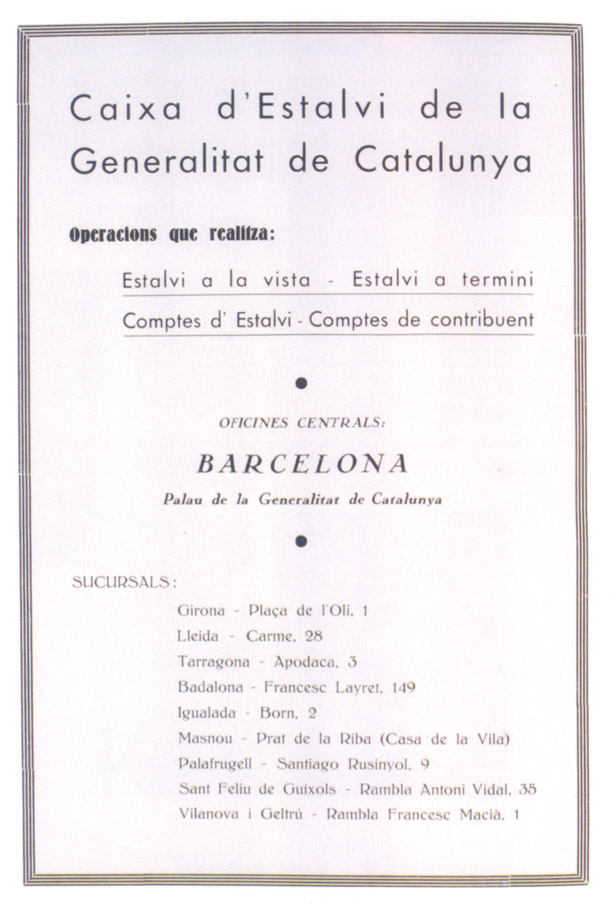 Caixa d'Estalvi de la
Generalitat de Catalunya
Operacions que realitza:
Estalvi a la vista - Estalvi a termini
Comptes d' Estalvi - Comptes de contribuent
OFICINES CENTRALS:
BARCELONA
Palau de la Generalitat de Catalunya
SUCURSALS:
Girona - Plaça de l'Oli, 1
Lleida - Carme, 28
Tarragona - Apodaca, 3
Badalona - Francesc Layret, 149
Igualada - Born, 2
Masnou - Prat de la Riba (Casa de la Vila)
Palafrugell - Santiago Rusinyol, 9
Sant Feliu de Guíxols - Rambla Antoni Vidal, 35
Vilanova i Geltrú - Rambla Francesc Macià, 1